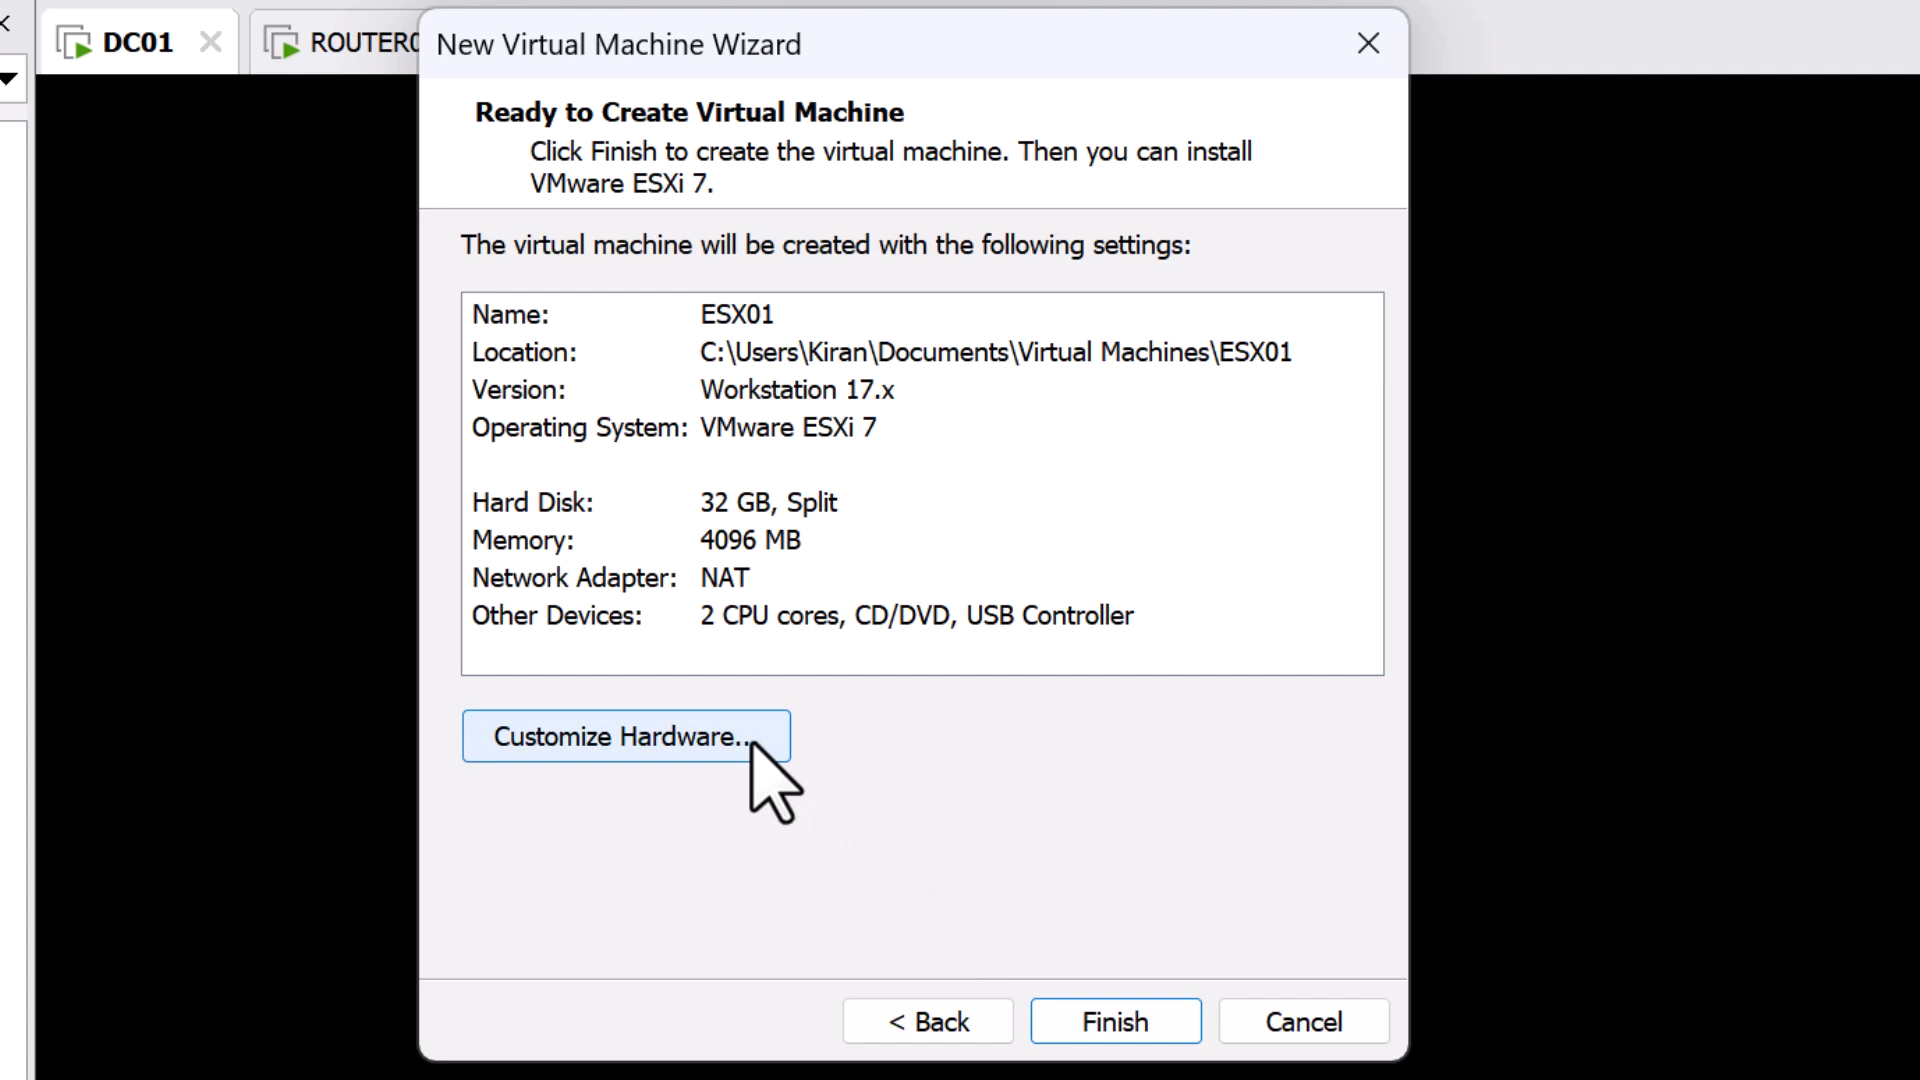 DC01
New Virtual Machine Wizard
Ready to Create Virtual Machine
Click Finish to create the virtual machine. Then you can install
VMware ESXi 7.
The virtual machine will be created with the following settings:
Name: ESX01
Location: C:\Users\Kiran\Documents\Virtual Machines\ESX01
Version: Workstation 17.x
Operating System: VMware ESXi 7
Hard Disk: 32 GB, Split
Memory: 4096 MB
Network Adapter: NAT
Other Devices: 2 CPU cores, CD/DVD, USB Controller
Customize Hardware...
< Back
Finish
Cancel